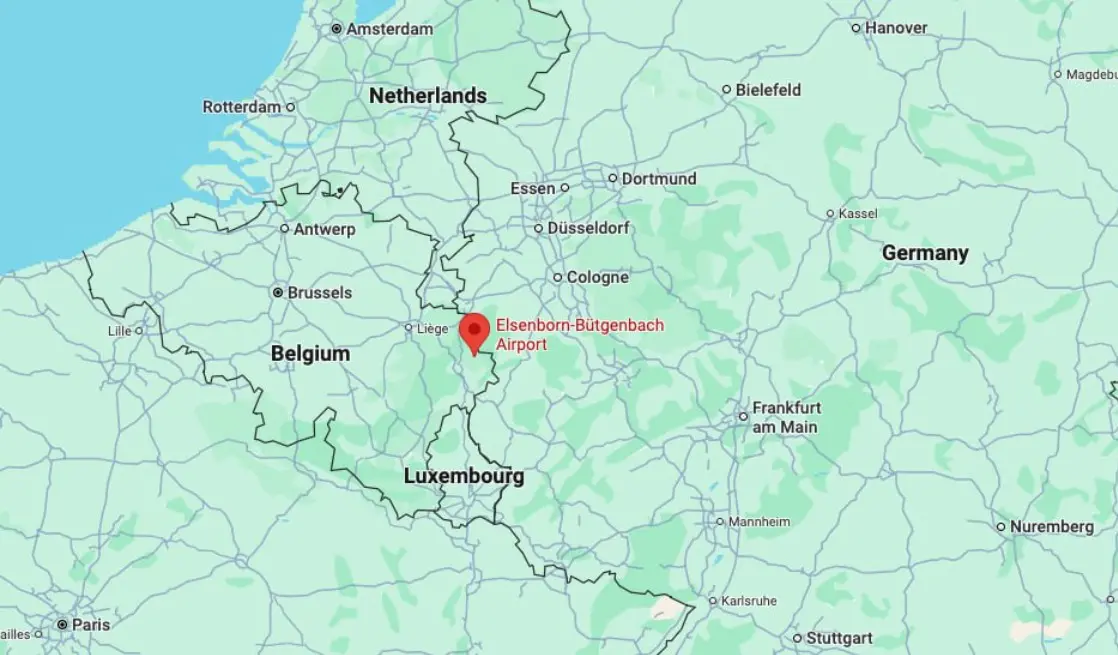 Amsterdam
Hanover
Magdebu
Bielefeld
Netherlands
Rotterdam
Dortmund
Essen
Kassel
Antwerp
Düsseldorf
Germany
Cologne
Brussels
Lille
Liège
Elsenborn-Bütgenbach
Airport
Belgium
Frankfurt
am Main
Luxembourg
Mannheim
Nuremberg
Karlsruhe
Paris
ailles
Stuttgart